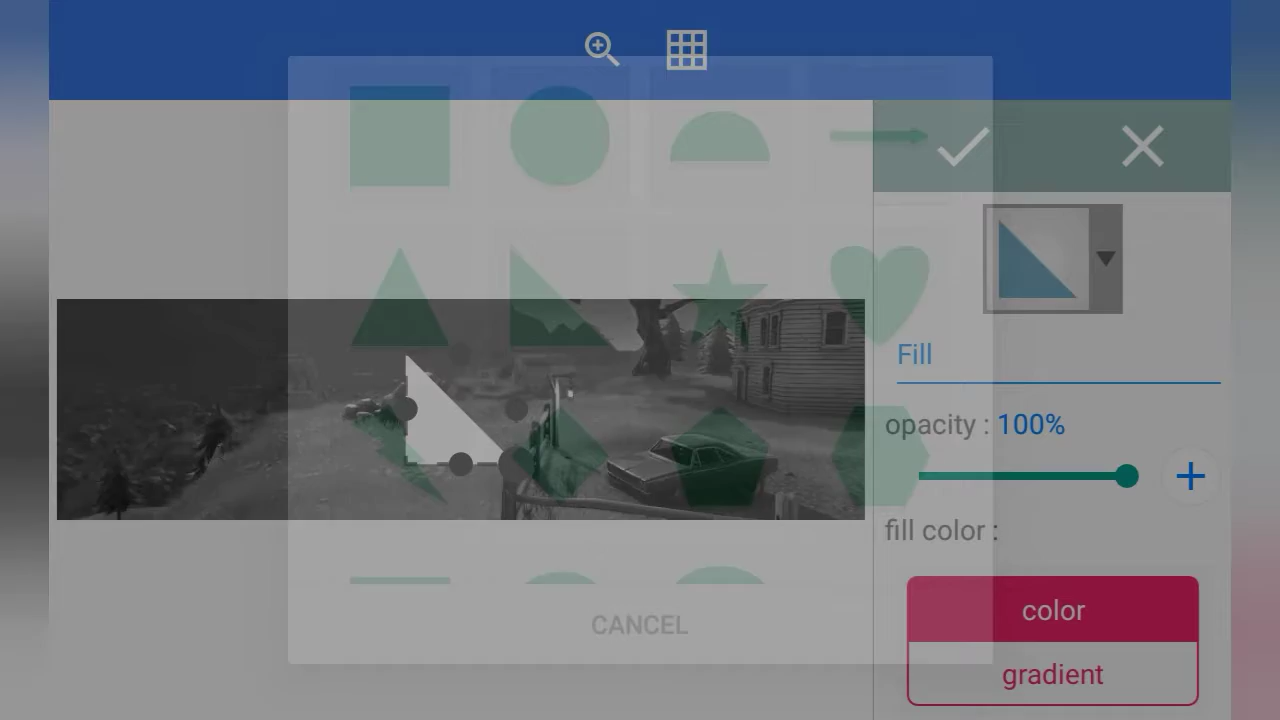 Fill
opacity : 100%
fill color :
color
gradient
CANCEL